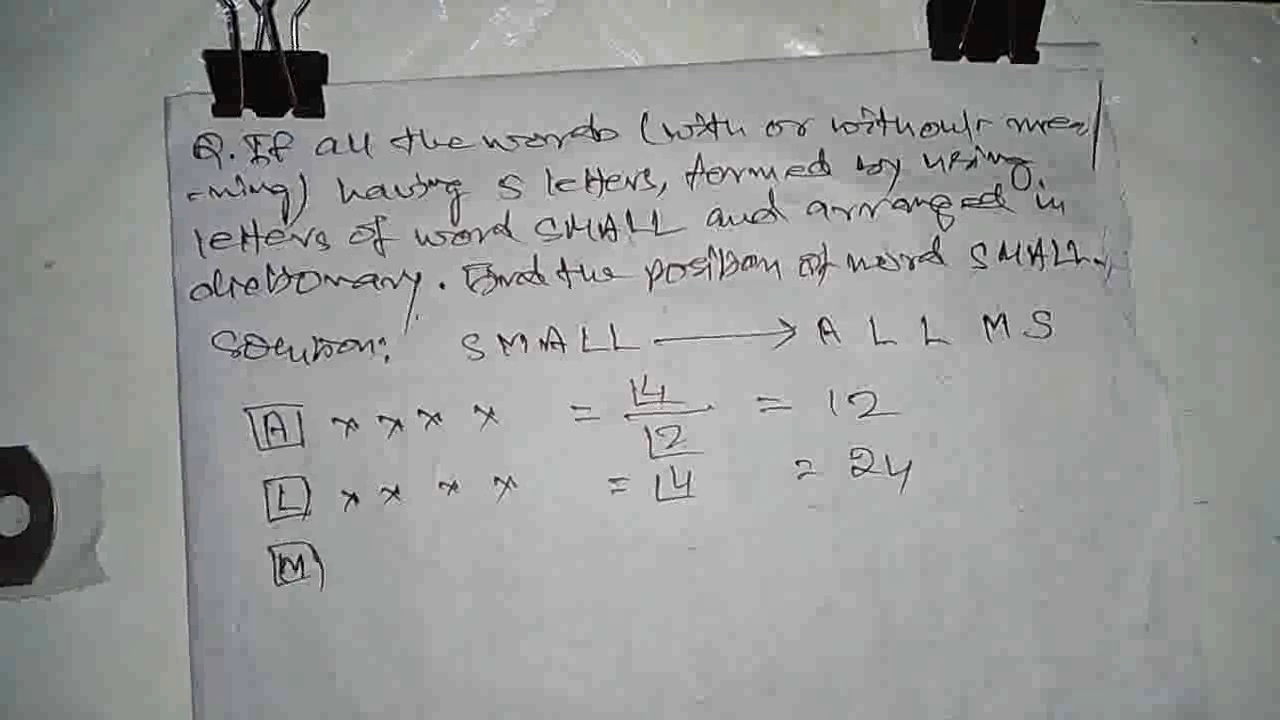 Q. If all the words (with or without mea
-ning) having 5 letters, formed by using
letters of word SMALL and arranged in
dictionary. Find the position of word SMALL.
Solution: SMALL → A L L M S
A × × × × = ⌊4 / ⌊2 = 12
L × × × × = ⌊4 = 24
M